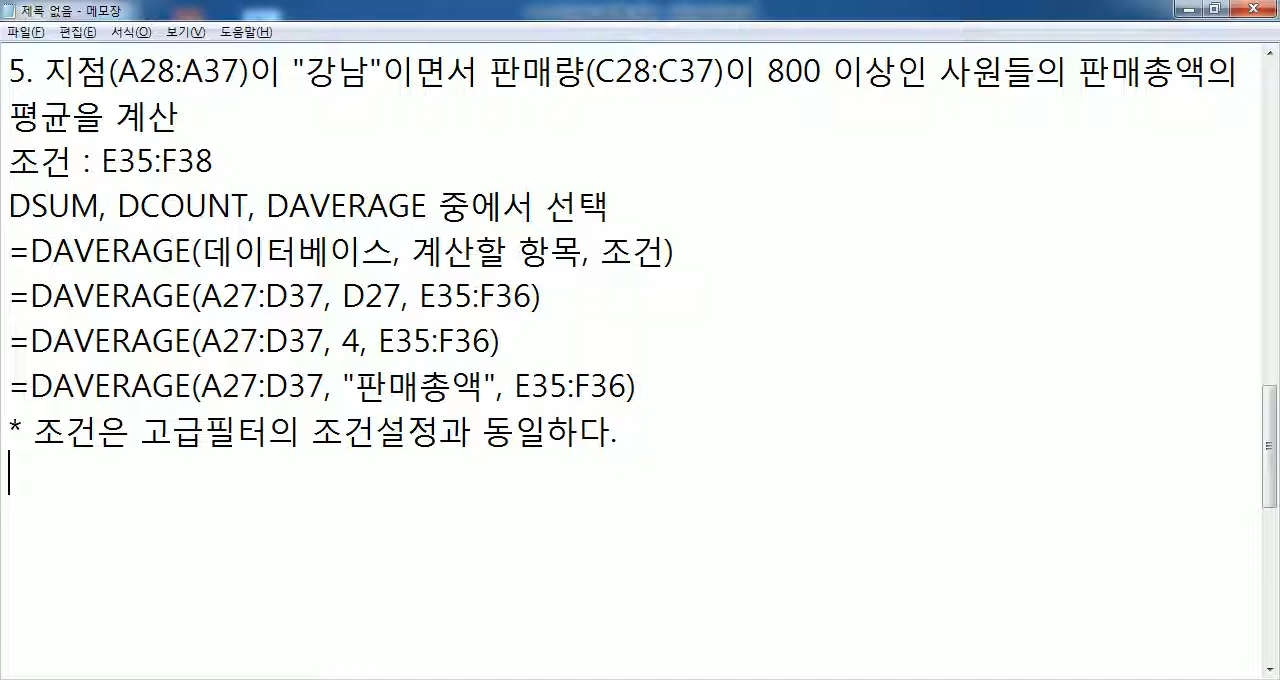 제목 없음 - 메모장
파일(F) 편집(E) 서식(O) 보기(V) 도움말(H)
5. 지점(A28:A37)이 "강남"이면서 판매량(C28:C37)이 800 이상인 사원들의 판매총액의
평균을 계산
조건 : E35:F38
DSUM, DCOUNT, DAVERAGE 중에서 선택
=DAVERAGE(데이터베이스, 계산할 항목, 조건)
=DAVERAGE(A27:D37, D27, E35:F36)
=DAVERAGE(A27:D37, 4, E35:F36)
=DAVERAGE(A27:D37, "판매총액", E35:F36)
* 조건은 고급필터의 조건설정과 동일하다.